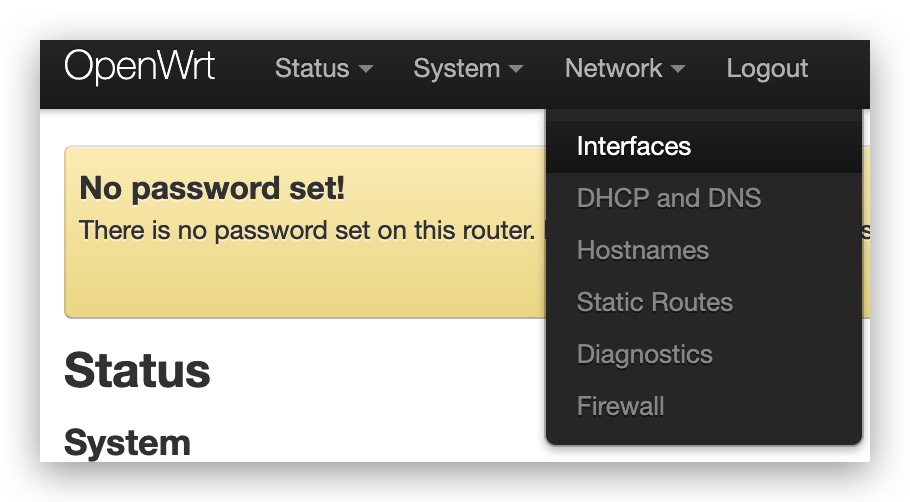 OpenWrt Status System Network Logout
Interfaces
DHCP and DNS
Hostnames
Static Routes
Diagnostics
Firewall
No password set!
There is no password set on this router.
Status
System